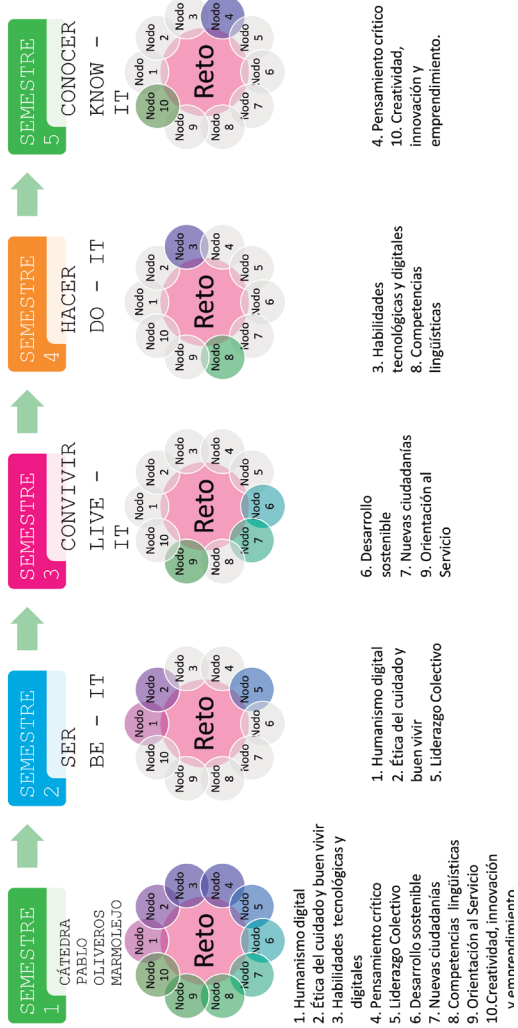 SEMESTRE
1
CÁTEDRA
PABLO
OLIVEROS
MARMOLEJO
Nodo
1
Nodo
2
Nodo
3
Nodo
4
Nodo
5
Nodo
6
Nodo
7
Nodo
8
Nodo
9
Nodo
10
Reto
1. Humanismo digital
2. Ética del cuidado y buen vivir
3. Habilidades tecnológicas y
digitales
4. Pensamiento crítico
5. Liderazgo Colectivo
6. Desarrollo sostenible
7. Nuevas ciudadanías
8. Competencias lingüísticas
9. Orientación al Servicio
10.Creatividad, innovación
y emprendimiento
SEMESTRE
2
SER
BE - IT
Nodo
1
Nodo
2
Nodo
3
Nodo
4
Nodo
5
Nodo
6
Nodo
7
Nodo
8
Nodo
9
Nodo
10
Reto
1. Humanismo digital
2. Ética del cuidado y
buen vivir
5. Liderazgo Colectivo
SEMESTRE
3
CONVIVIR
LIVE -
IT
Nodo
1
Nodo
2
Nodo
3
Nodo
4
Nodo
5
Nodo
6
Nodo
7
Nodo
8
Nodo
9
Nodo
10
Reto
6. Desarrollo
sostenible
7. Nuevas ciudadanías
9. Orientación al
Servicio
SEMESTRE
4
HACER
DO - IT
Nodo
1
Nodo
2
Nodo
3
Nodo
4
Nodo
5
Nodo
6
Nodo
7
Nodo
8
Nodo
9
Nodo
10
Reto
3. Habilidades
tecnológicas y digitales
8. Competencias
lingüísticas
SEMESTRE
5
CONOCER
KNOW -
IT
Nodo
1
Nodo
2
Nodo
3
Nodo
4
Nodo
5
Nodo
6
Nodo
7
Nodo
8
Nodo
9
Nodo
10
Reto
4. Pensamiento crítico
10. Creatividad,
innovación y
emprendimiento.